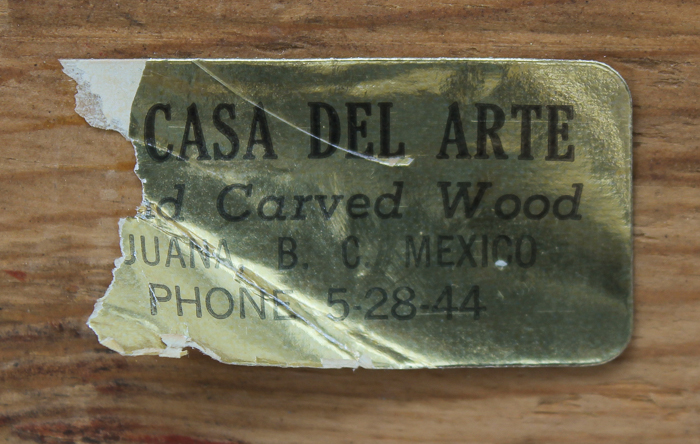 CASA DEL ARTE
d Carved Wood
JUANA, B. C. MEXICO
PHONE 5-28-44